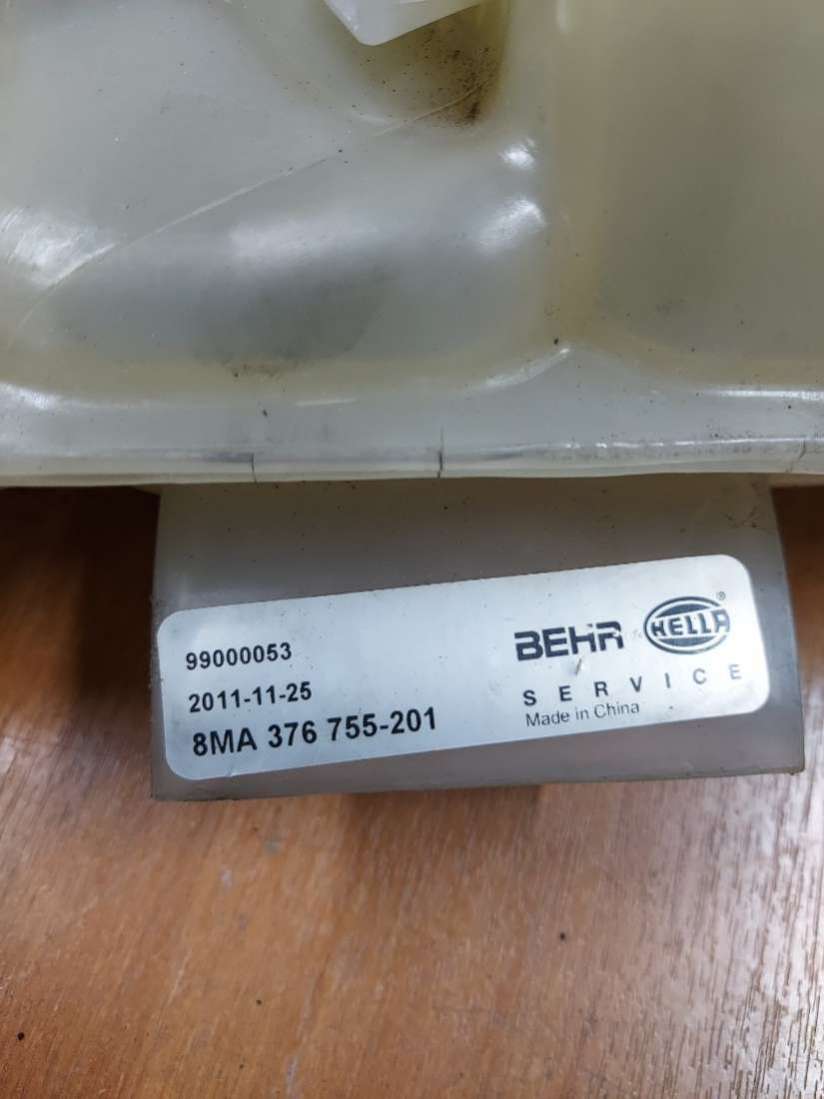 99000053
2011-11-25
8MA 376 755-201
BEHR HELLA®
SERVICE
Made in China